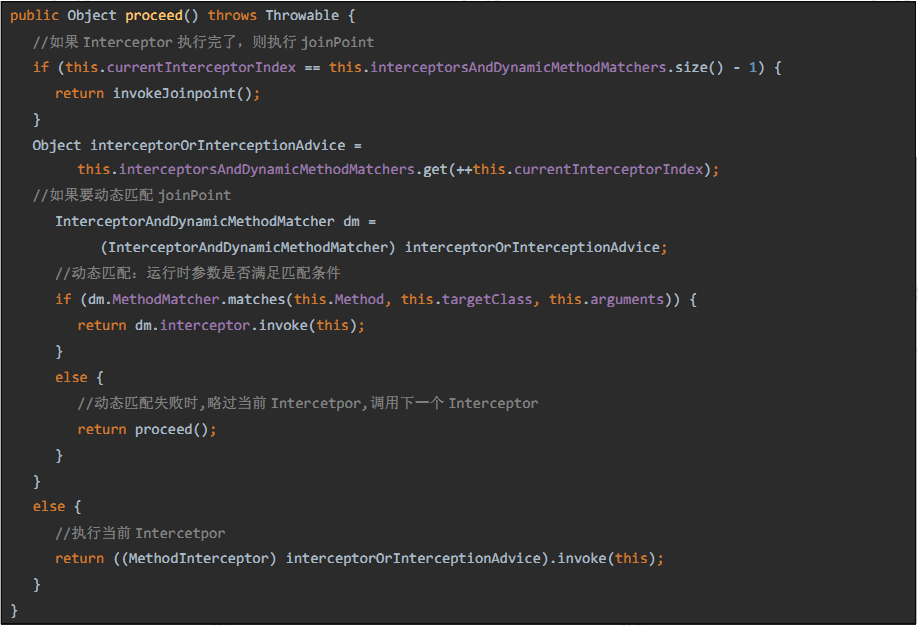 public Object proceed() throws Throwable {
//如果 Interceptor 执行完了，则执行 joinPoint
if (this.currentInterceptorIndex == this.interceptorsAndDynamicMethodMatchers.size() - 1) {
return invokeJoinpoint();
}
Object interceptorOrInterceptionAdvice =
this.interceptorsAndDynamicMethodMatchers.get(++this.currentInterceptorIndex);
//如果要动态匹配 joinPoint
InterceptorAndDynamicMethodMatcher dm =
(InterceptorAndDynamicMethodMatcher) interceptorOrInterceptionAdvice;
//动态匹配：运行时参数是否满足匹配条件
if (dm.MethodMatcher.matches(this.Method, this.targetClass, this.arguments)) {
return dm.interceptor.invoke(this);
}
else {
//动态匹配失败时,略过当前 Intercetpor,调用下一个 Interceptor
return proceed();
}
}
else {
//执行当前 Intercetpor
return ((MethodInterceptor) interceptorOrInterceptionAdvice).invoke(this);
}
}